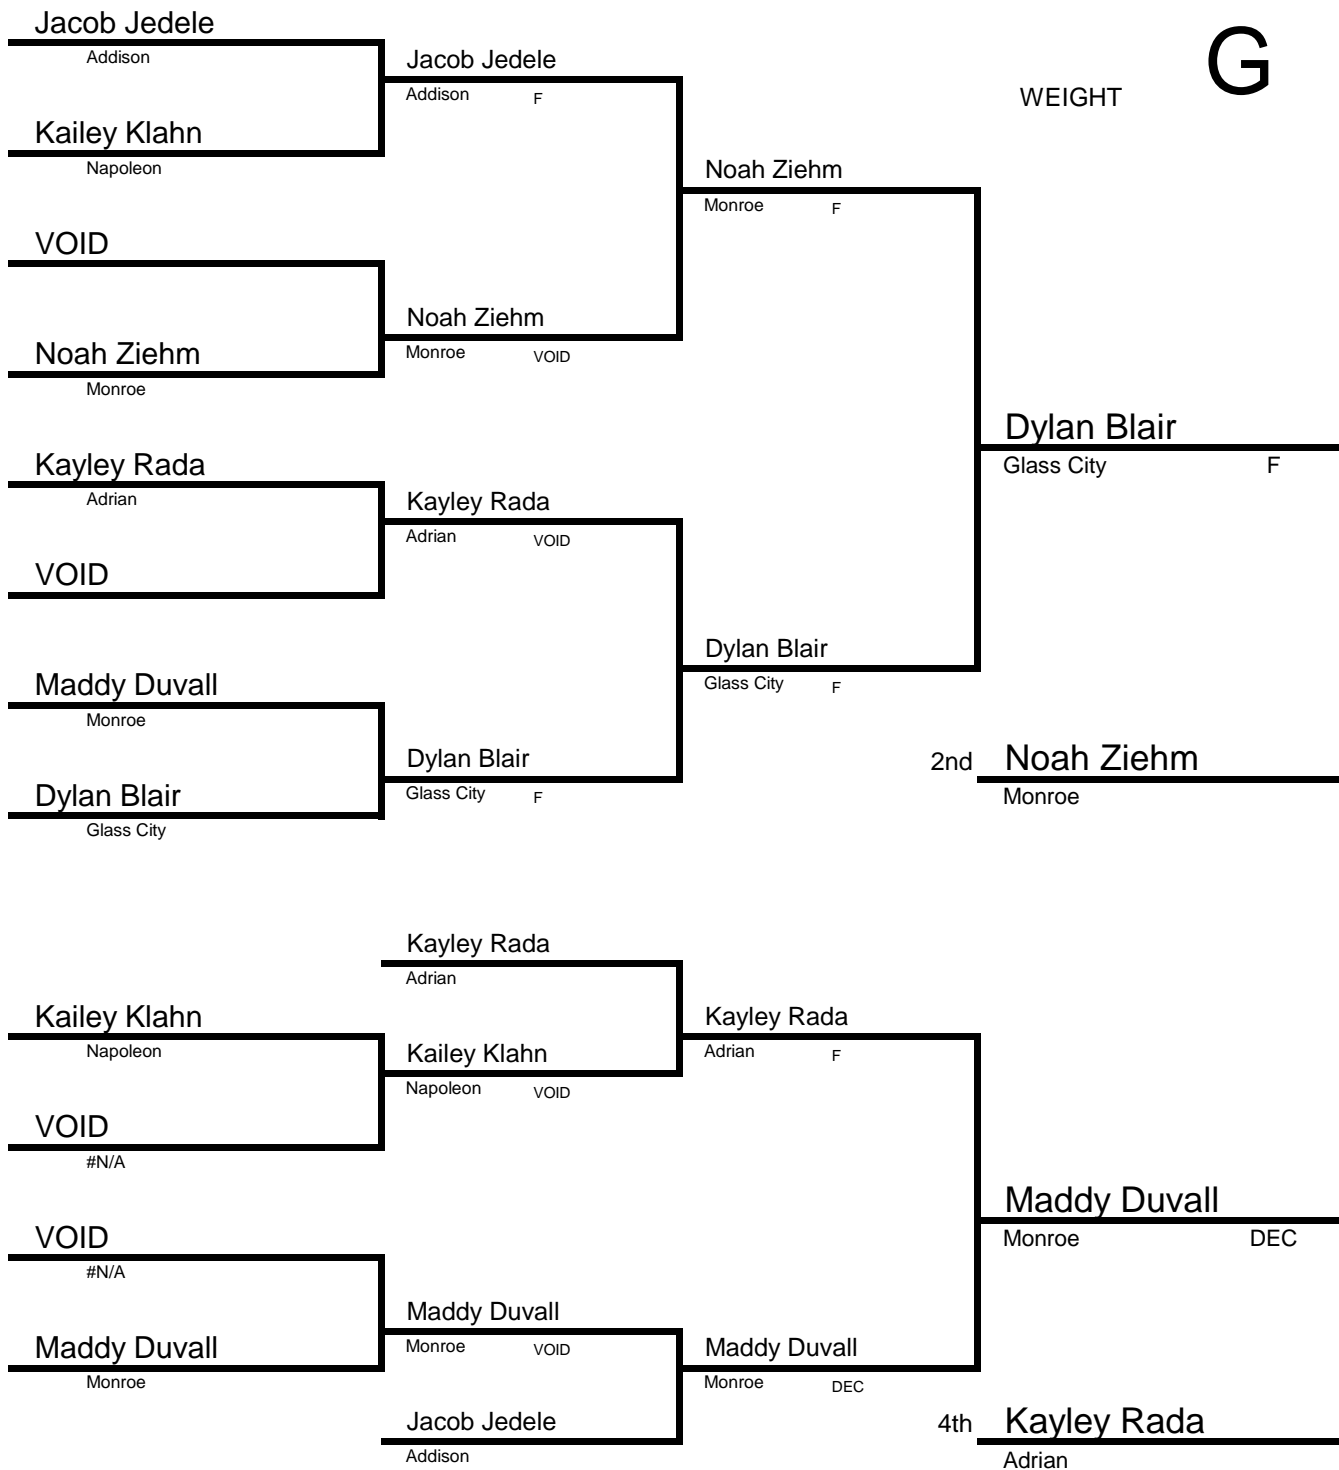 Jacob Jedele
Addison
Jacob Jedele
Addison F
WEIGHT G
Kailey Klahn
Napoleon
Noah Ziehm
Monroe F
VOID
Noah Ziehm
Monroe VOID
Noah Ziehm
Monroe
Dylan Blair
Glass City F
Kayley Rada
Adrian
Kayley Rada
Adrian VOID
VOID
Dylan Blair
Glass City F
Maddy Duvall
Monroe
Dylan Blair
Glass City F
2nd Noah Ziehm
Monroe
Dylan Blair
Glass City
Kayley Rada
Adrian
Kailey Klahn
Napoleon
Kayley Rada
Adrian F
Kailey Klahn
Napoleon VOID
VOID
#N/A
Maddy Duvall
Monroe DEC
VOID
#N/A
Maddy Duvall
Monroe VOID
Maddy Duvall
Monroe
Maddy Duvall
Monroe DEC
Jacob Jedele
Addison
4th Kayley Rada
Adrian